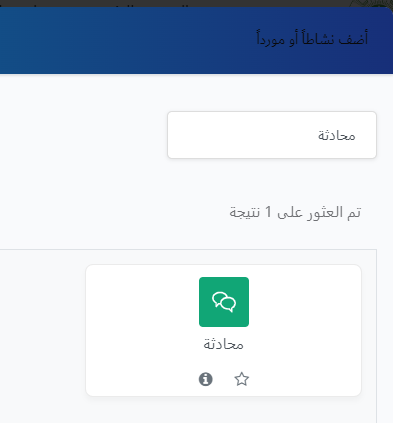 أضف نشاطاً أو مورداً
محادثة
تم العثور على 1 نتيجة
محادثة